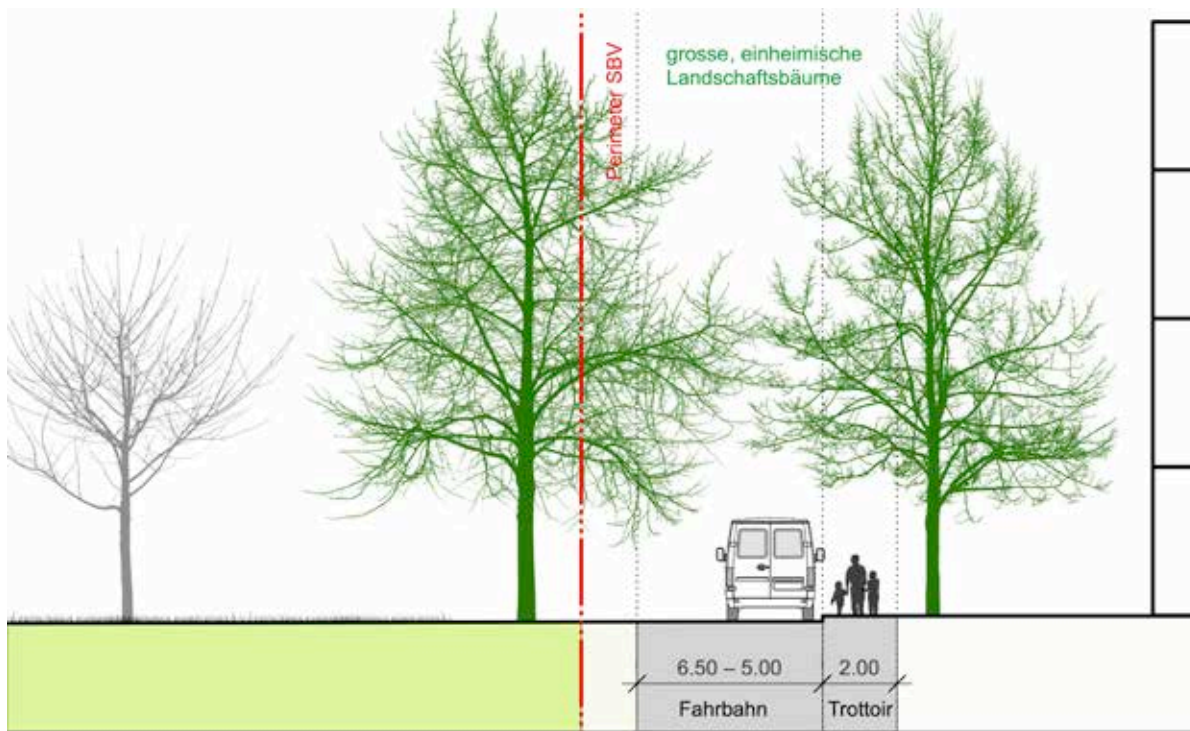 Perimeter SBV
grosse, einheimische
Landschaftsbäume
6.50 – 5.00
2.00
Fahrbahn
Trottoir